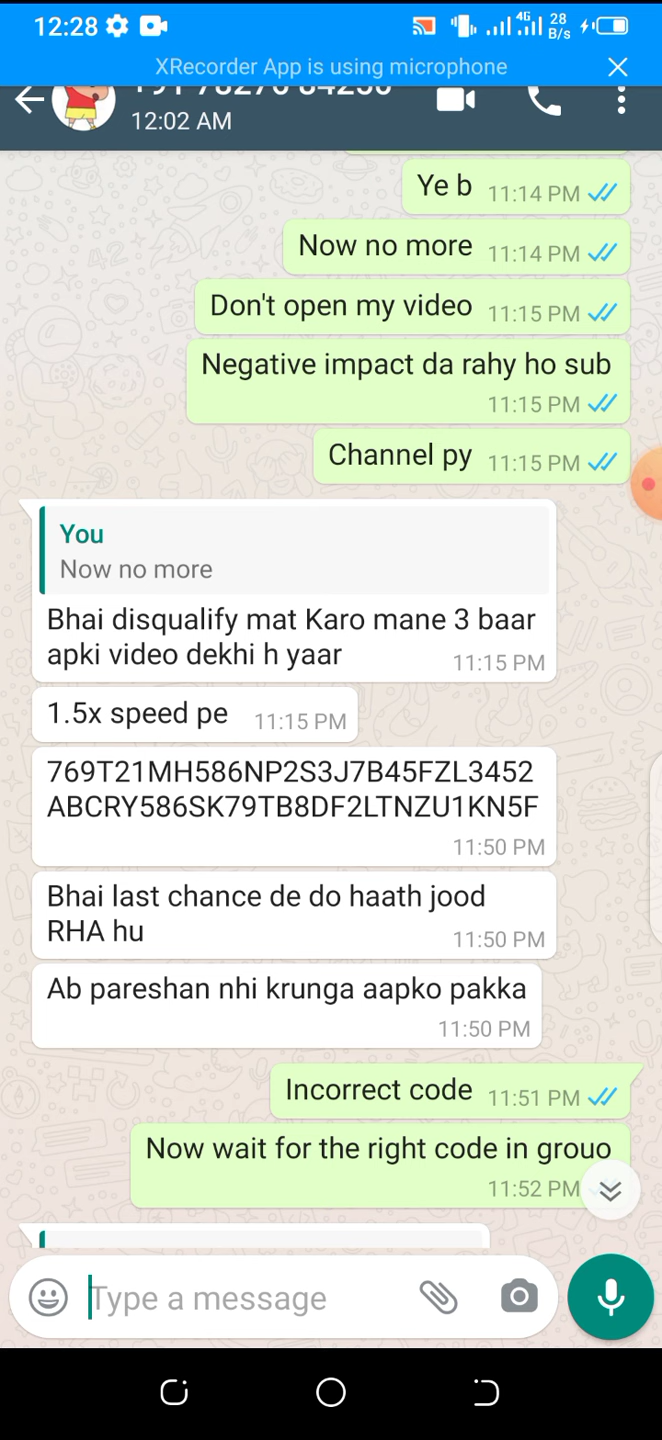 12:28 4G 28 B/s
XRecorder App is using microphone
12:02 AM
Ye b 11:14 PM
Now no more 11:14 PM
Don't open my video 11:15 PM
Negative impact da rahy ho sub
11:15 PM
Channel py 11:15 PM
You
Now no more
Bhai disqualify mat Karo mane 3 baar
apki video dekhi h yaar 11:15 PM
1.5x speed pe 11:15 PM
769T21MH586NP2S3J7B45FZL3452
ABCRY586SK79TB8DF2LTNZU1KN5F
11:50 PM
Bhai last chance de do haath jood
RHA hu 11:50 PM
Ab pareshan nhi krunga aapko pakka
11:50 PM
Incorrect code 11:51 PM
Now wait for the right code in grouo
11:52 PM
Type a message